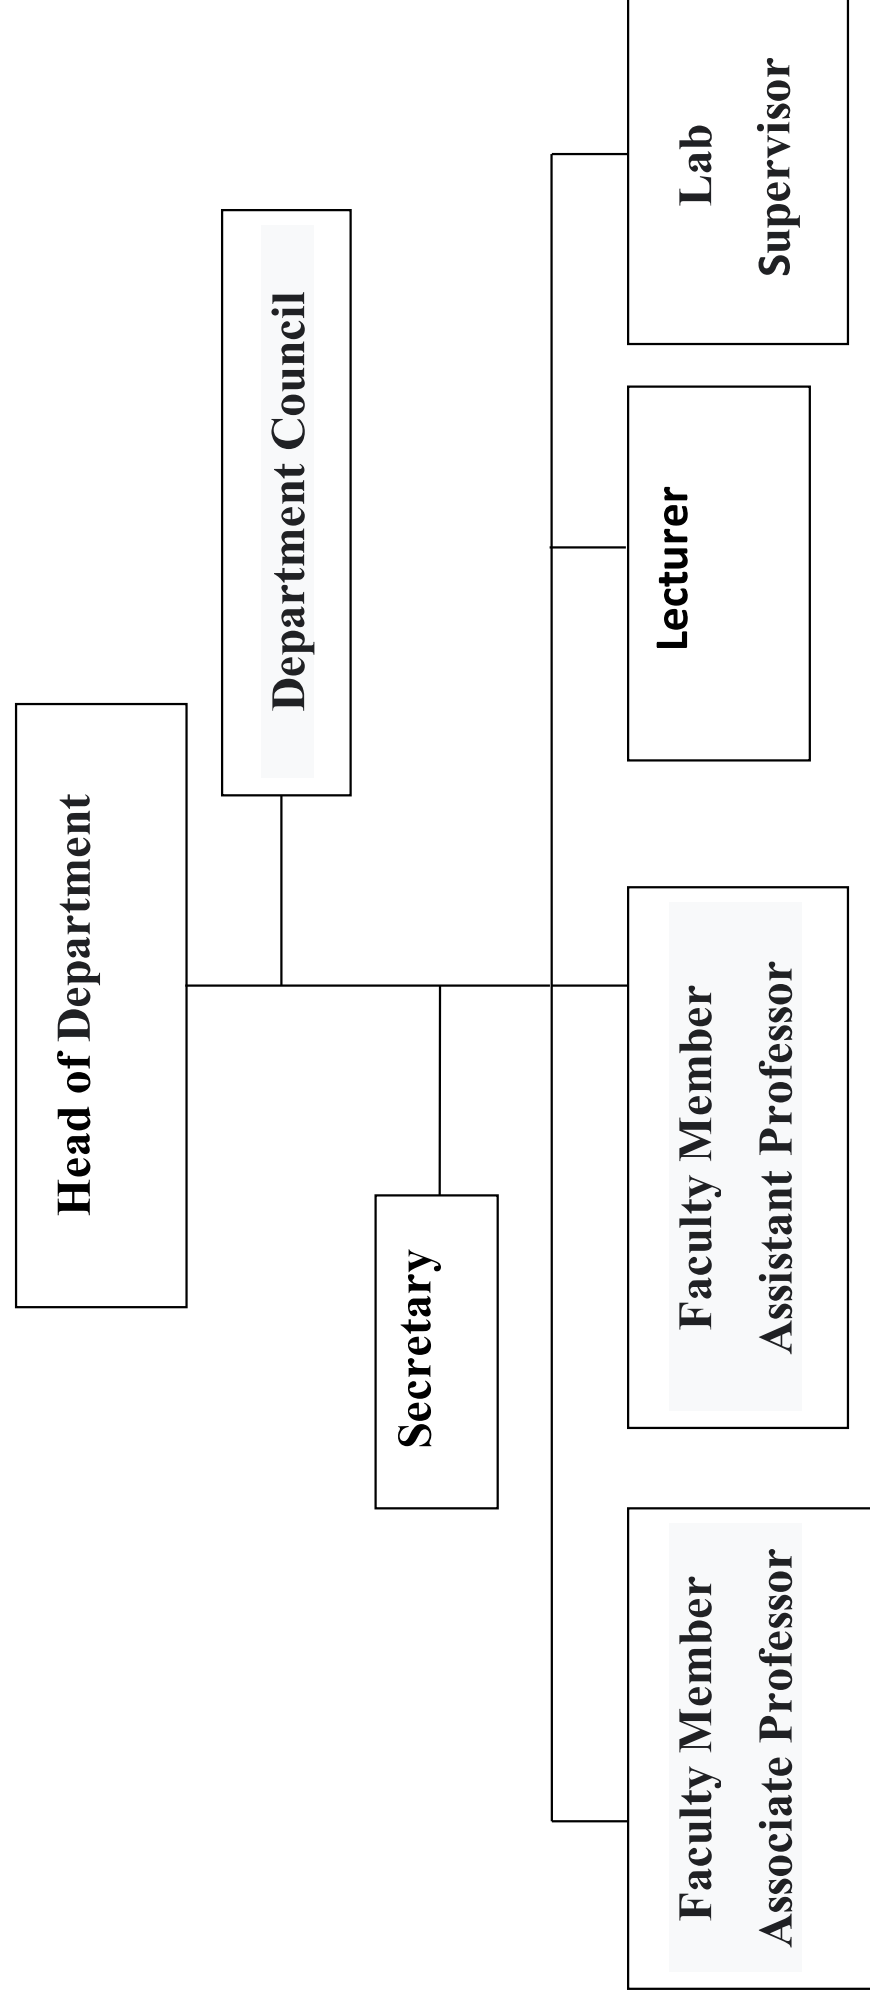 Head of Department
Department Council
Secretary
Faculty Member
Associate Professor
Faculty Member
Assistant Professor
Lecturer
Lab
Supervisor